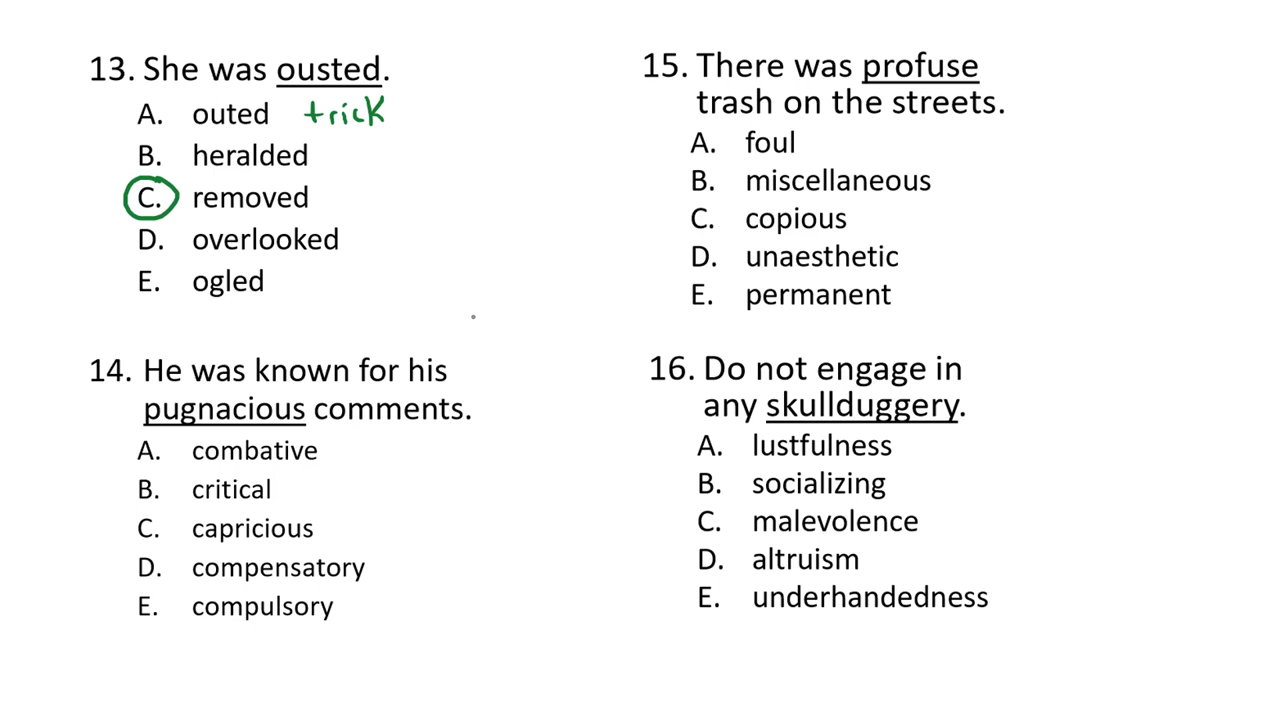 13. She was ousted.
A. outed trick
B. heralded
C. removed
D. overlooked
E. ogled
14. He was known for his
pugnacious comments.
A. combative
B. critical
C. capricious
D. compensatory
E. compulsory
15. There was profuse
trash on the streets.
A. foul
B. miscellaneous
C. copious
D. unaesthetic
E. permanent
16. Do not engage in
any skullduggery.
A. lustfulness
B. socializing
C. malevolence
D. altruism
E. underhandedness